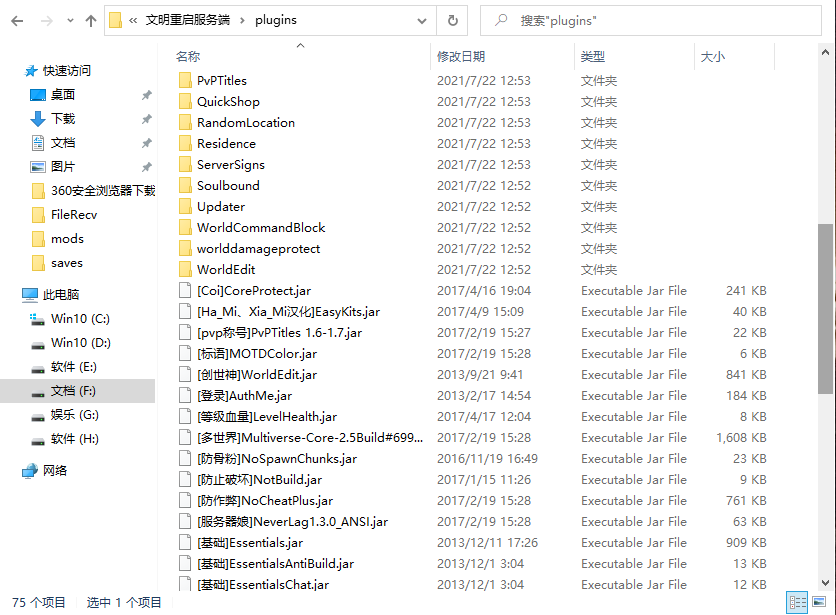 « 文明重启服务端 › plugins
搜索"plugins"
名称 修改日期 类型 大小
快速访问
桌面
下载
文档
图片
360安全浏览器下载
FileRecv
mods
saves
此电脑
Win10 (C:)
Win10 (D:)
软件 (E:)
文档 (F:)
娱乐 (G:)
软件 (H:)
网络
PvPTitles 2021/7/22 12:53 文件夹
QuickShop 2021/7/22 12:53 文件夹
RandomLocation 2021/7/22 12:53 文件夹
Residence 2021/7/22 12:53 文件夹
ServerSigns 2021/7/22 12:53 文件夹
Soulbound 2021/7/22 12:52 文件夹
Updater 2021/7/22 12:52 文件夹
WorldCommandBlock 2021/7/22 12:52 文件夹
worlddamageprotect 2021/7/22 12:52 文件夹
WorldEdit 2021/7/22 12:52 文件夹
[Coi]CoreProtect.jar 2017/4/16 19:04 Executable Jar File 241 KB
[Ha_Mi、Xia_Mi汉化]EasyKits.jar 2017/4/9 15:09 Executable Jar File 40 KB
[pvp称号]PvPTitles 1.6-1.7.jar 2017/2/19 15:27 Executable Jar File 22 KB
[标语]MOTDColor.jar 2017/2/19 15:28 Executable Jar File 6 KB
[创世神]WorldEdit.jar 2013/9/21 9:41 Executable Jar File 841 KB
[登录]AuthMe.jar 2013/2/17 14:54 Executable Jar File 184 KB
[等级血量]LevelHealth.jar 2017/4/17 12:04 Executable Jar File 8 KB
[多世界]Multiverse-Core-2.5Build#699... 2017/2/19 15:28 Executable Jar File 1,608 KB
[防骨粉]NoSpawnChunks.jar 2016/11/19 16:49 Executable Jar File 23 KB
[防止破坏]NotBuild.jar 2017/1/15 11:26 Executable Jar File 9 KB
[防作弊]NoCheatPlus.jar 2017/2/19 15:28 Executable Jar File 761 KB
[服务器娘]NeverLag1.3.0_ANSI.jar 2017/2/19 15:28 Executable Jar File 63 KB
[基础]Essentials.jar 2013/12/11 17:26 Executable Jar File 909 KB
[基础]EssentialsAntiBuild.jar 2013/12/1 3:04 Executable Jar File 13 KB
[基础]EssentialsChat.jar 2013/12/1 3:04 Executable Jar File 12 KB
75 个项目 选中 1 个项目